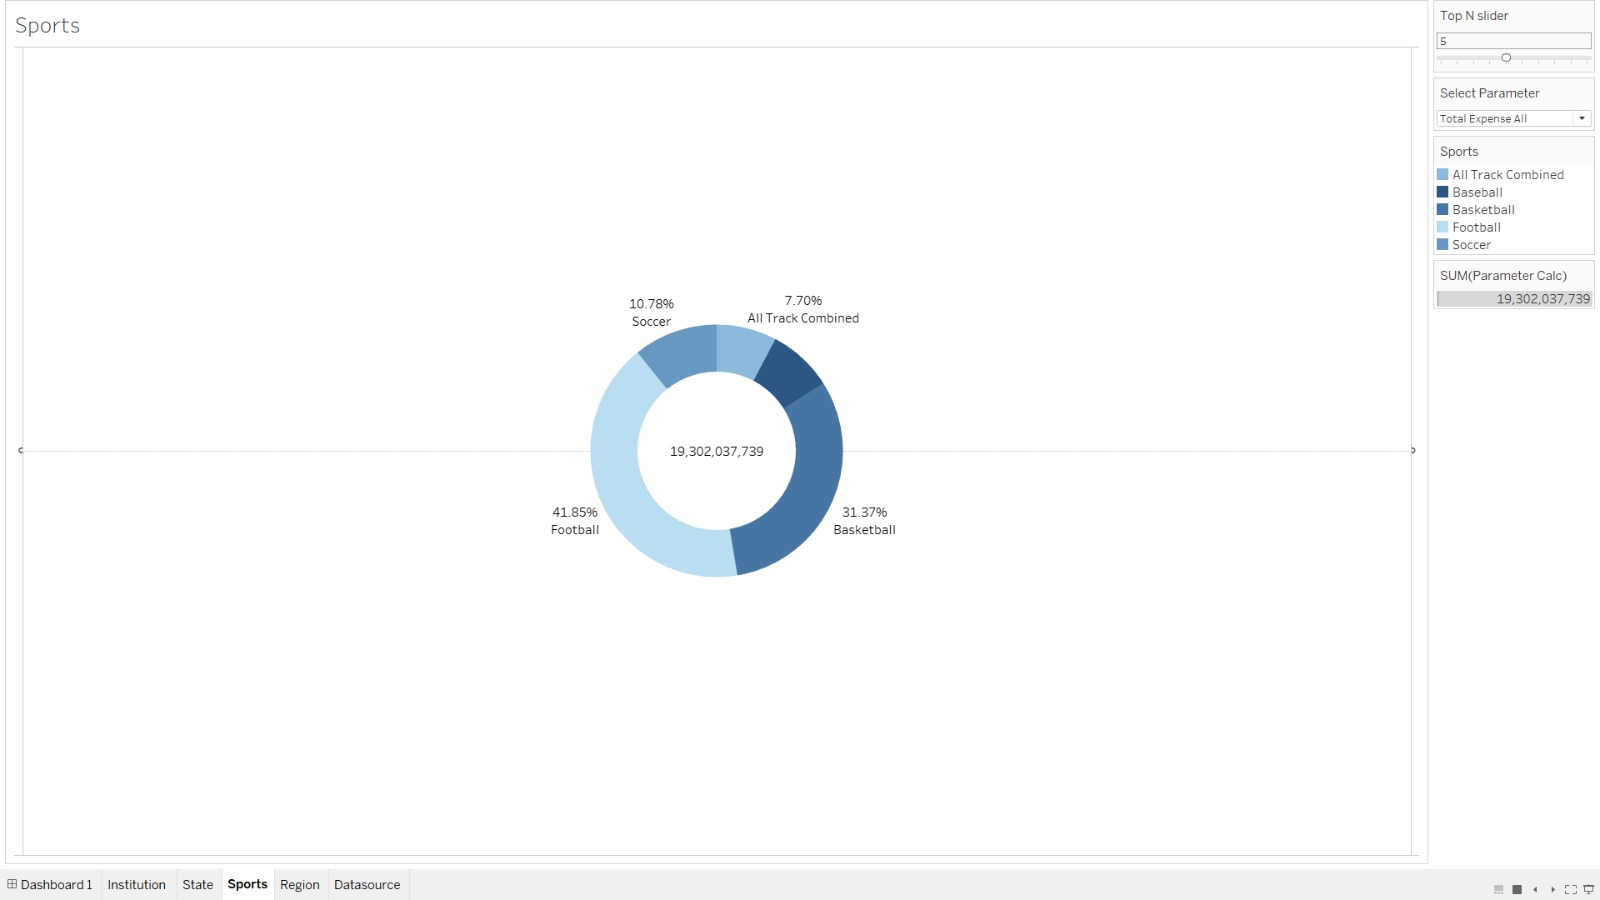 Sports
Top N slider
5
Select Parameter
Total Expense All
Sports
All Track Combined
Baseball
Basketball
Football
Soccer
SUM(Parameter Calc)
19,302,037,739
10.78%
Soccer
7.70%
All Track Combined
19,302,037,739
41.85%
Football
31.37%
Basketball
Dashboard 1
Institution
State
Sports
Region
Datasource